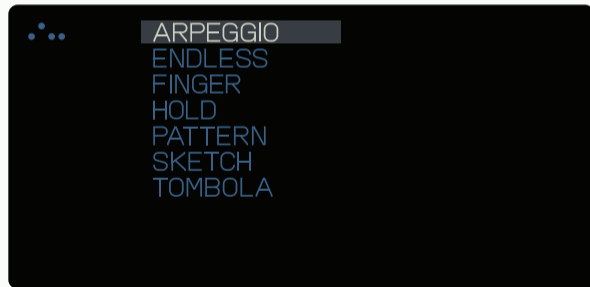 ARPEGGIO
ENDLESS
FINGER
HOLD
PATTERN
SKETCH
TOMBOLA